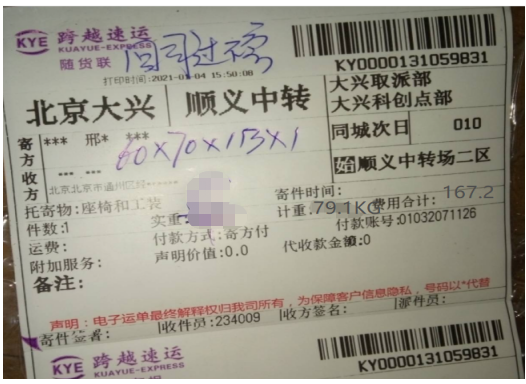 KYE 跨越速运
KUAYUE-EXPRESS
随货联
回司过磅
KY0000131059831
打印时间:2021-01-04 15:50:08
北京大兴 顺义中转
大兴取派部
大兴科创点部
同城次日 010
始 顺义中转场二区
寄方 *** 邢* ***
60×70×153×1
收方 *** ***
北京北京市通州区经******
托寄物:座椅和工装
寄件时间:
件数:1 实重: 计重:79.1KG 费用合计: 167.2
运费: 付款方式:寄方付 付款账号:01032071126
附加服务: 声明价值:0.0 代收款金额:0
备注:
声明:电子运单最终解释权归我司所有,为保障客户信息隐私,号码以*代替
寄件签署: 收件员:234009 收方签名: 派件员:
KYE 跨越速运
KUAYUE-EXPRESS
KY0000131059831